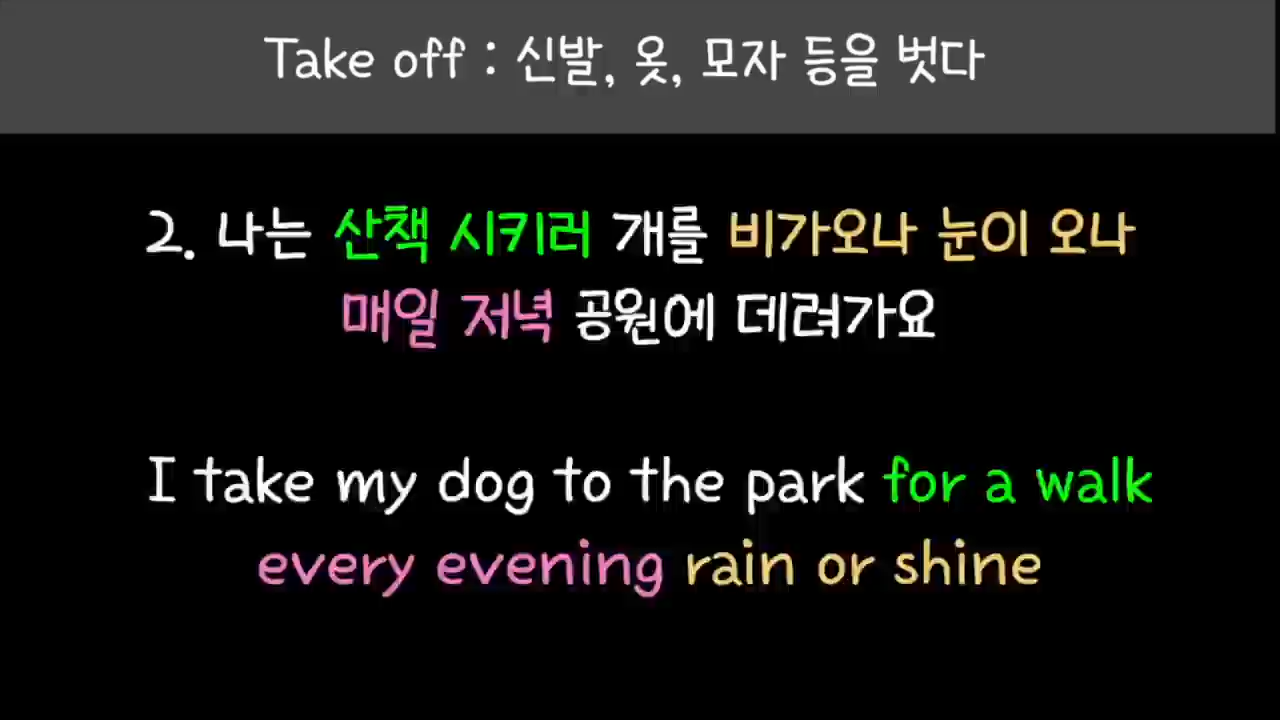 Take off : 신발, 옷, 모자 등을 벗다
2. 나는 산책 시키러 개를 비가오나 눈이 오나
매일 저녁 공원에 데려가요
I take my dog to the park for a walk
every evening rain or shine